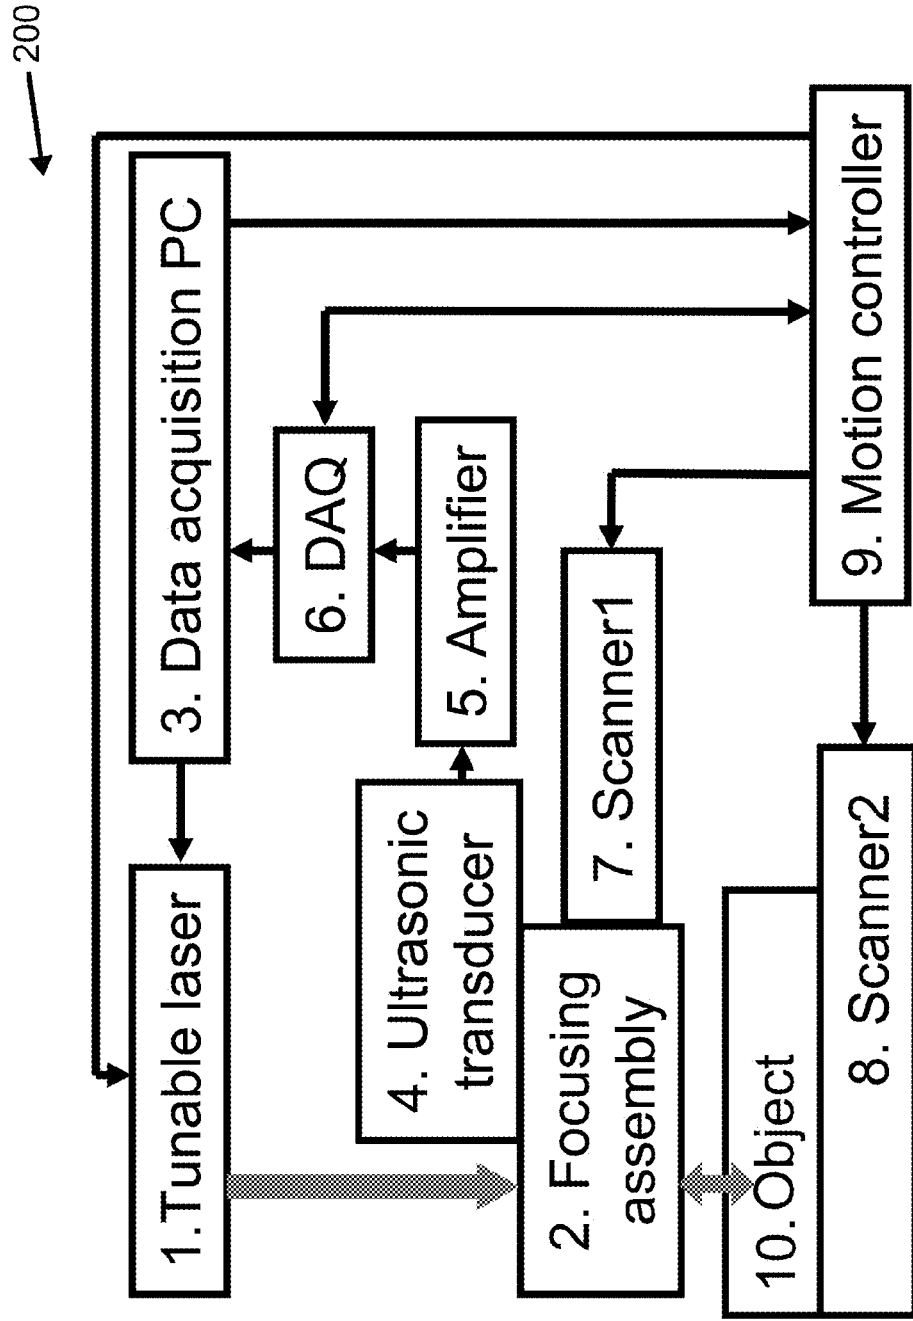 200
1.Tunable laser
3. Data acquisition PC
4. Ultrasonic
transducer
6. DAQ
5. Amplifier
2. Focusing
assembly
7. Scanner1
10. Object
8. Scanner2
9. Motion controller